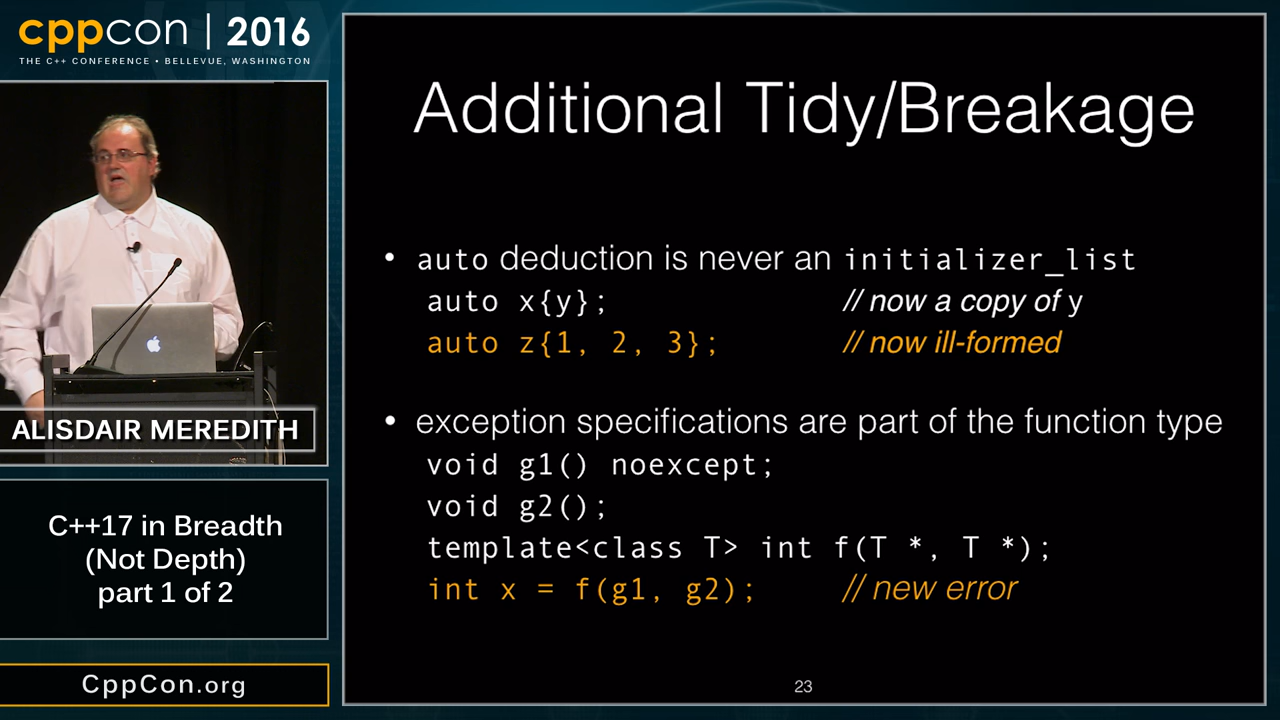 cppcon | 2016
THE C++ CONFERENCE • BELLEVUE, WASHINGTON
ALISDAIR MEREDITH
C++17 in Breadth
(Not Depth)
part 1 of 2
CppCon.org
Additional Tidy/Breakage
• auto deduction is never an initializer_list
auto x{y}; // now a copy of y
auto z{1, 2, 3}; // now ill-formed
• exception specifications are part of the function type
void g1() noexcept;
void g2();
template<class T> int f(T *, T *);
int x = f(g1, g2); // new error
23